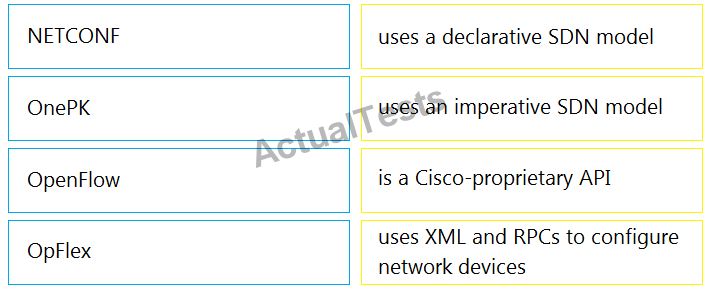 NETCONF
uses a declarative SDN model
OnePK
uses an imperative SDN model
ActualTests
OpenFlow
is a Cisco-proprietary API
OpFlex
uses XML and RPCs to configure
network devices